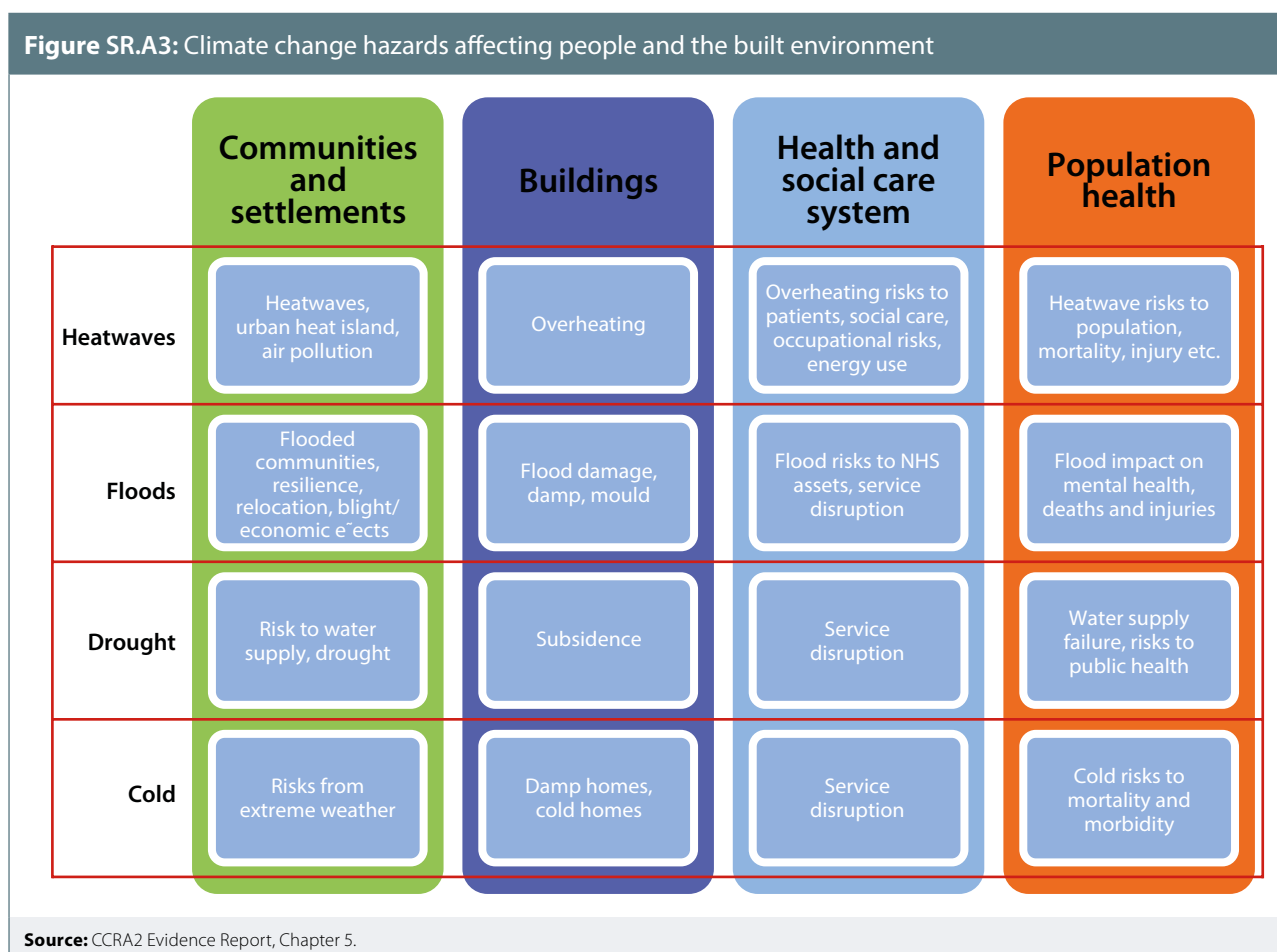 Figure SR.A3: Climate change hazards affecting people and the built environment
Communities
and
settlements
Buildings
Health and
social care
system
Population
health
Heatwaves
Heatwaves,
urban heat island,
air pollution
Overheating
Overheating risks to
patients, social care,
occupational risks,
energy use
Heatwave risks to
population,
mortality, injury etc.
Floods
Flooded
communities,
resilience,
relocation, blight/
economic e˜ects
Flood damage,
damp, mould
Flood risks to NHS
assets, service
disruption
Flood impact on
mental health,
deaths and injuries
Drought
Risk to water
supply, drought
Subsidence
Service
disruption
Water supply
failure, risks to
public health
Cold
Risks from
extreme weather
Damp homes,
cold homes
Service
disruption
Cold risks to
mortality and
morbidity
Source: CCRA2 Evidence Report, Chapter 5.